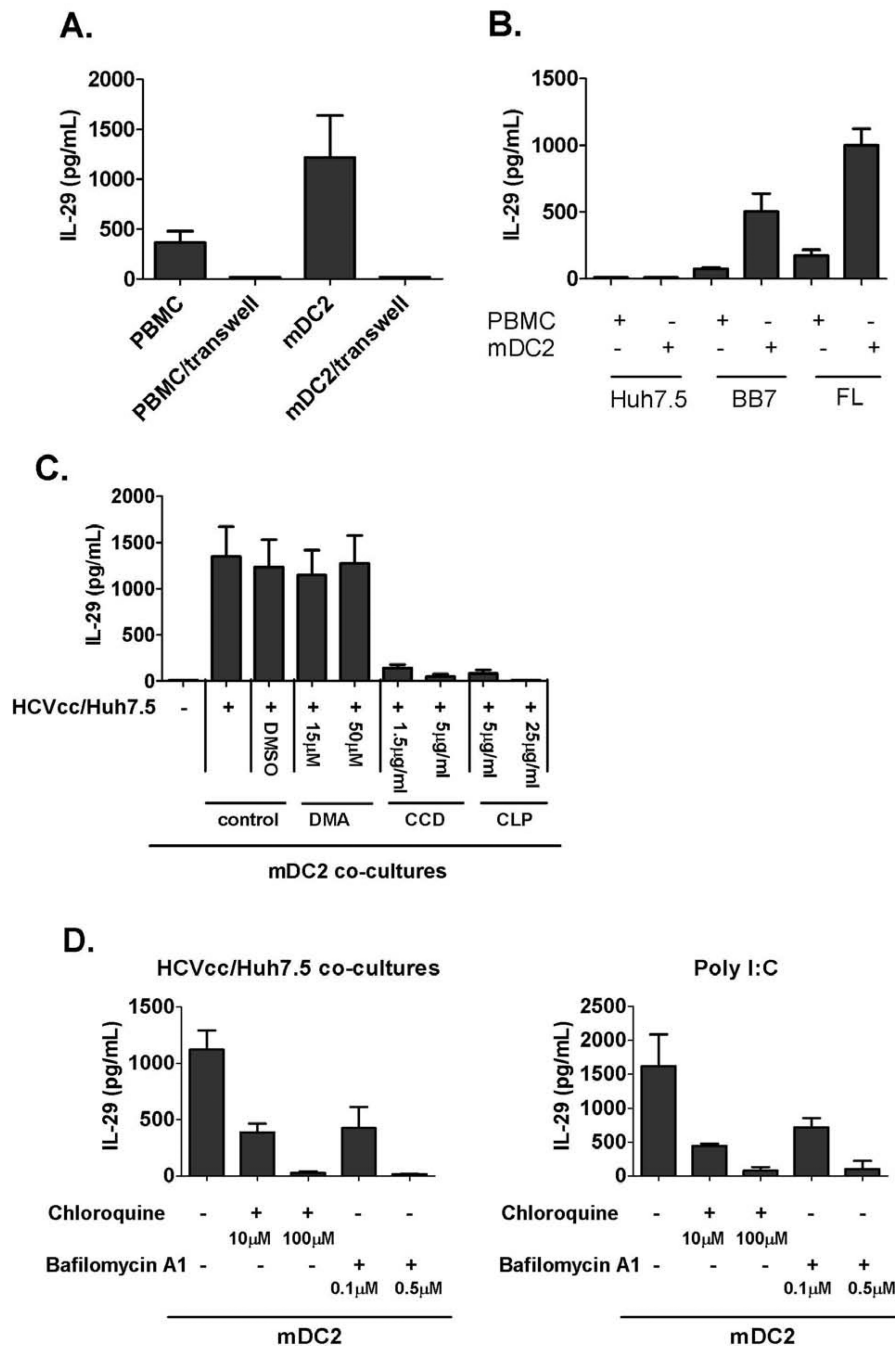 A.
IL-29 (pg/mL)
2000
1500
1000
500
0
PBMC
PBMC/transwell
mDC2
mDC2/transwell
B.
IL-29 (pg/mL)
1500
1000
500
0
PBMC + - + - + -
mDC2 - + - + - +
Huh7.5 BB7 FL
C.
IL-29 (pg/mL)
2000
1500
1000
500
0
HCVcc/Huh7.5 - + + + + + + + +
DMSO 15μM 50μM 1.5μg/ml 5μg/ml 5μg/ml 25μg/ml
control DMA CCD CLP
mDC2 co-cultures
D.
HCVcc/Huh7.5 co-cultures
IL-29 (pg/mL)
1500
1000
500
0
Chloroquine - + + - -
10μM 100μM
Bafilomycin A1 - - - + +
0.1μM 0.5μM
mDC2
Poly I:C
IL-29 (pg/mL)
2500
2000
1500
1000
500
0
Chloroquine - + + - -
10μM 100μM
Bafilomycin A1 - - - + +
0.1μM 0.5μM
mDC2